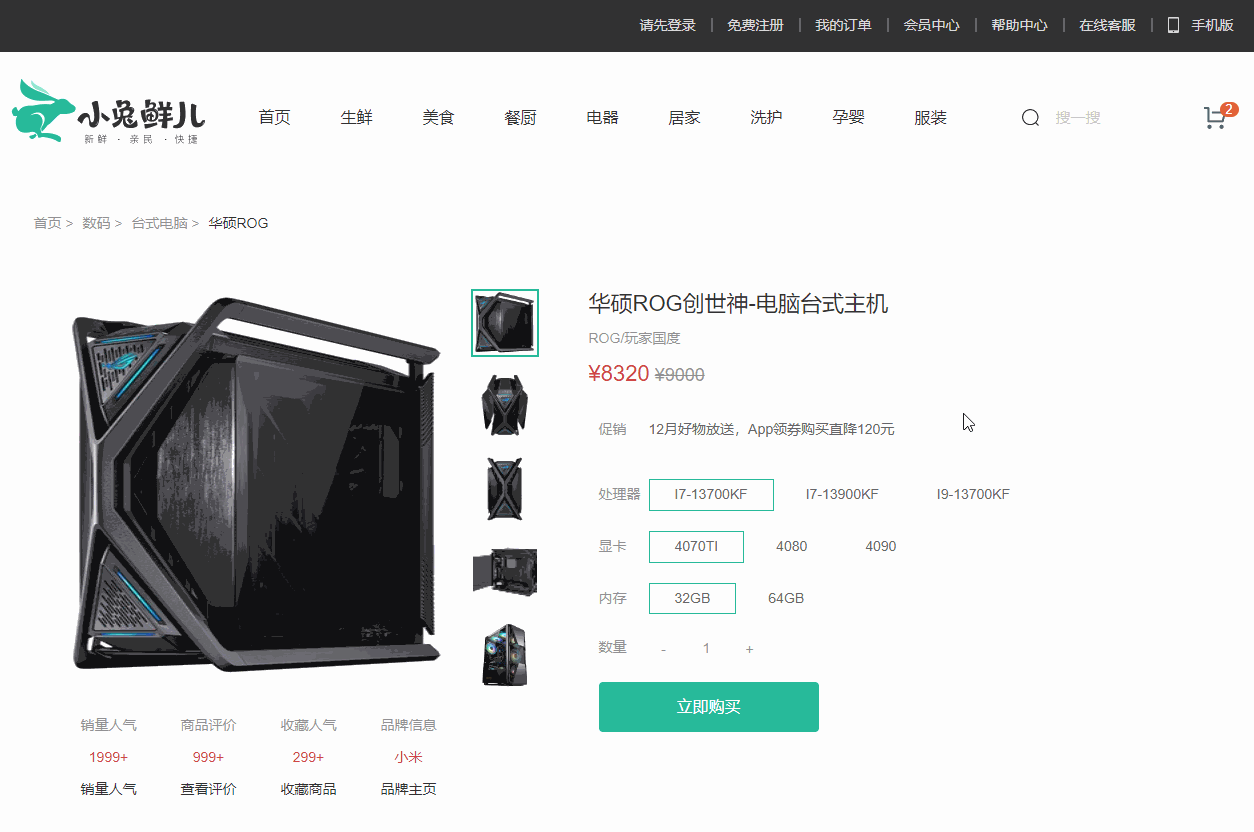 请先登录 免费注册 我的订单 会员中心 帮助中心 在线客服 手机版
小兔鲜儿
新鲜 · 亲民 · 快捷
首页 生鲜 美食 餐厨 电器 居家 洗护 孕婴 服装 搜一搜 2
首页 > 数码 > 台式电脑 > 华硕ROG
华硕ROG创世神-电脑台式主机
ROG/玩家国度
¥8320 ¥9000
促销 12月好物放送，App领券购买直降120元
处理器 I7-13700KF I7-13900KF I9-13700KF
显卡 4070TI 4080 4090
内存 32GB 64GB
数量 - 1 +
立即购买
销量人气 商品评价 收藏人气 品牌信息
1999+ 999+ 299+ 小米
销量人气 查看评价 收藏商品 品牌主页